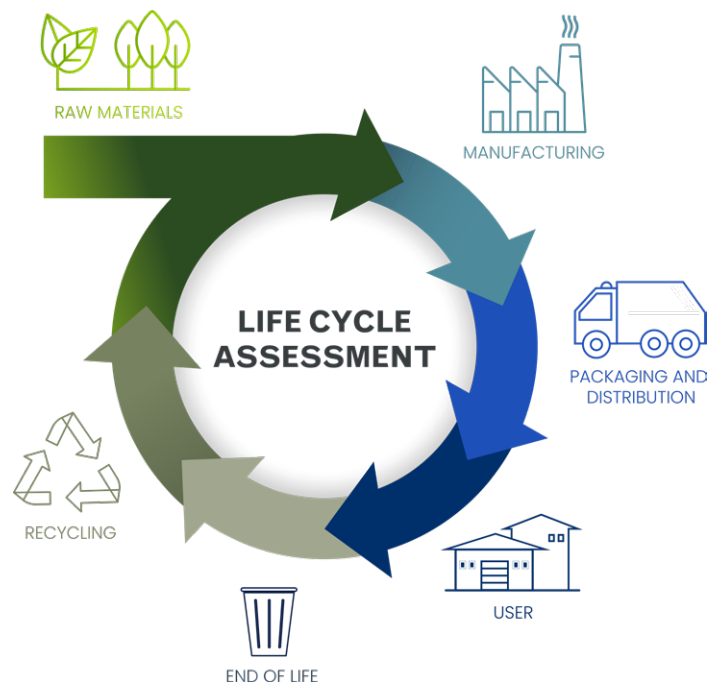 RAW MATERIALS
MANUFACTURING
LIFE CYCLE
ASSESSMENT
PACKAGING AND
DISTRIBUTION
RECYCLING
USER
END OF LIFE